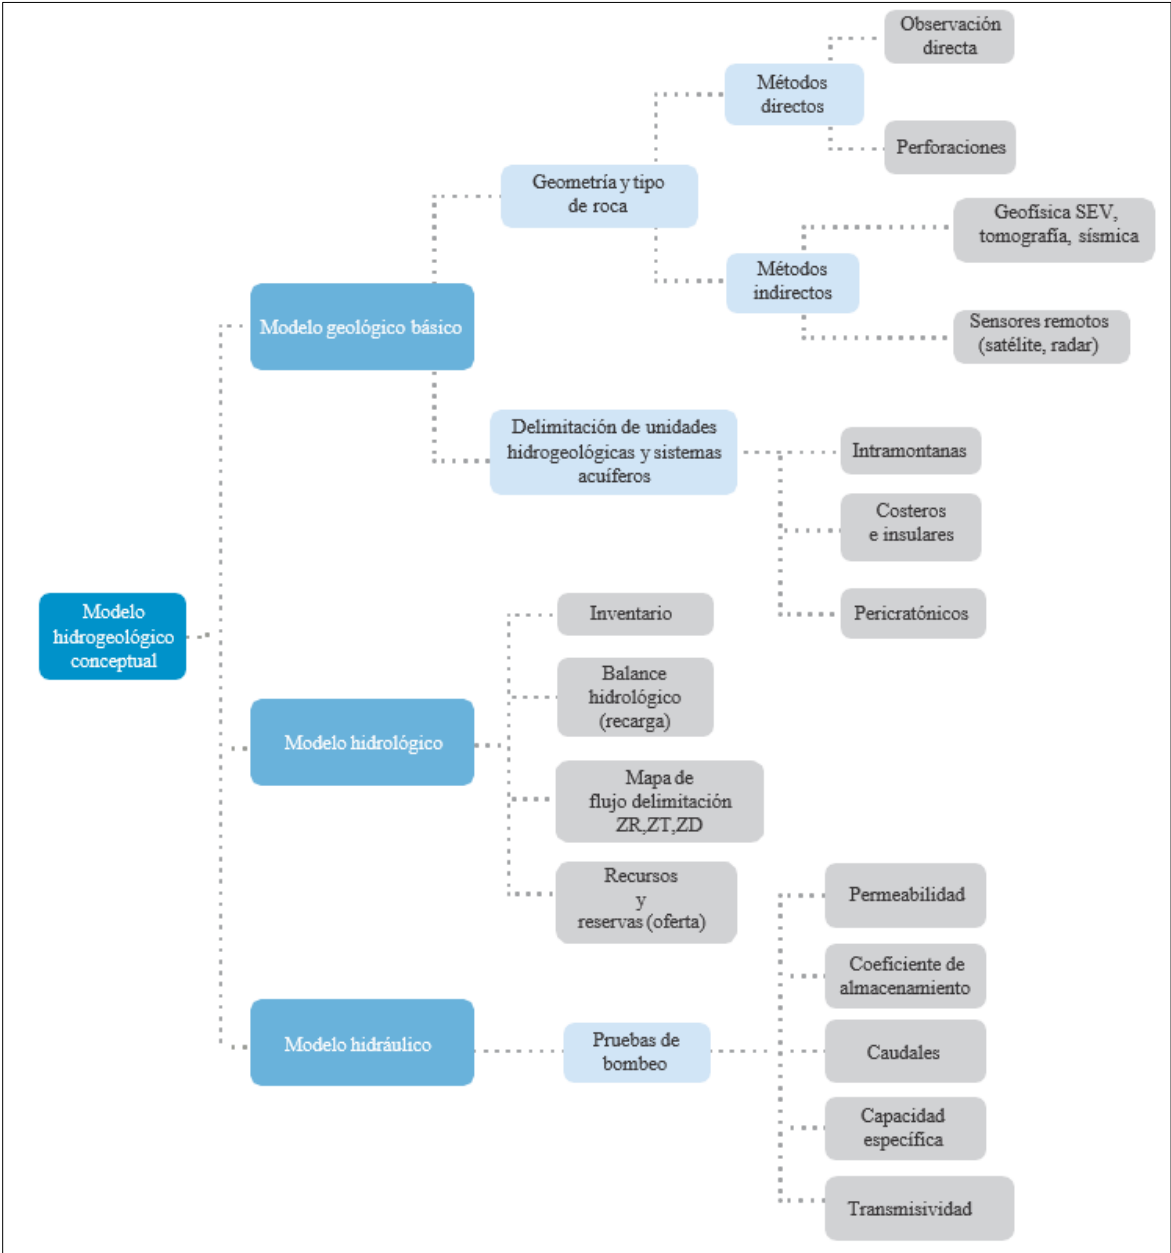 Observación
directa
Métodos
directos
Perforaciones
Geometría y tipo
de roca
Geofísica SEV,
tomografía, sísmica
Métodos
indirectos
Sensores remotos
(satélite, radar)
Modelo geológico básico
Delimitación de unidades
hidrogeológicas y sistemas
acuíferos
Intramontanas
Costeros
e insulares
Pericratónicos
Modelo
hidrogeológico
conceptual
Inventario
Balance
hidrológico
(recarga)
Modelo hidrológico
Mapa de
flujo delimitación
ZR,ZT,ZD
Recursos
y
reservas (oferta)
Permeabilidad
Coeficiente de
almacenamiento
Modelo hidráulico
Pruebas de
bombeo
Caudales
Capacidad
específica
Transmisividad